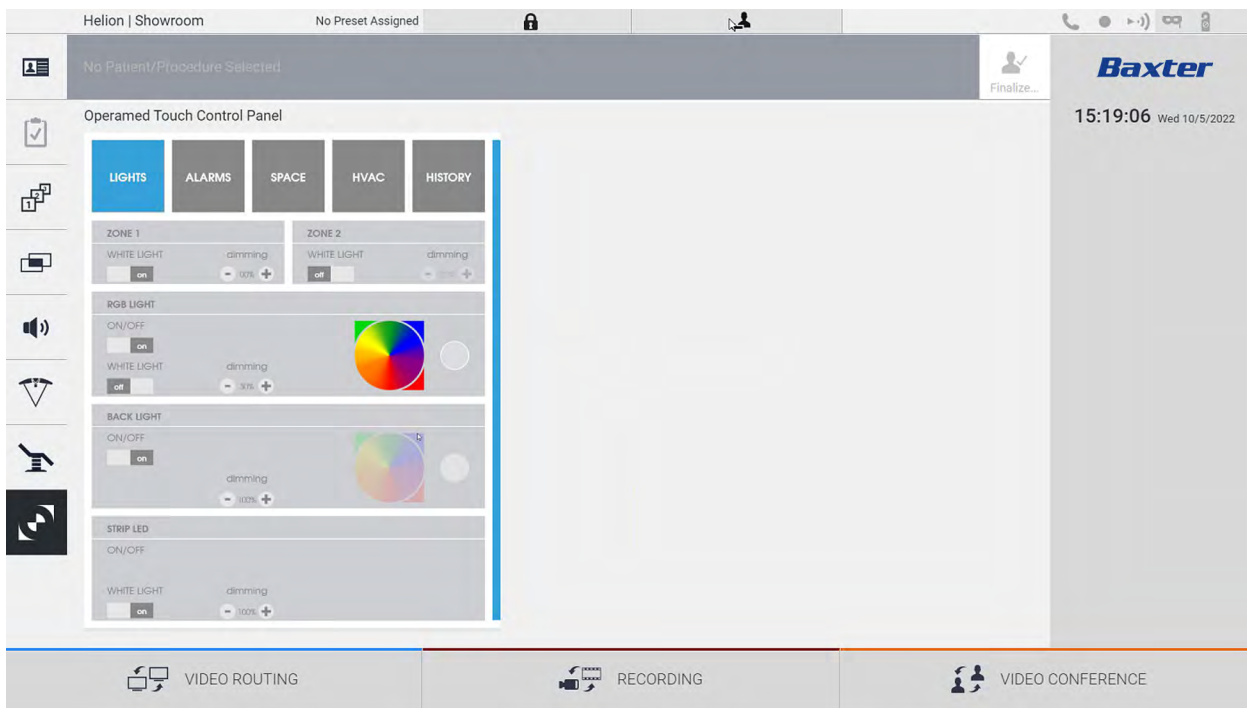 Helion | Showroom No Preset Assigned
No Patient/Procedure Selected
Finalize...
Baxter
15:19:06 Wed 10/5/2022
Operamed Touch Control Panel
LIGHTS ALARMS SPACE HVAC HISTORY
ZONE 1 ZONE 2
WHITE LIGHT dimming WHITE LIGHT dimming
on - 100% + off - +
RGB LIGHT
ON/OFF
on
WHITE LIGHT dimming
off - 30% +
BACK LIGHT
ON/OFF
on
dimming
- 100% +
STRIP LED
ON/OFF
WHITE LIGHT dimming
on - 100% +
VIDEO ROUTING RECORDING VIDEO CONFERENCE